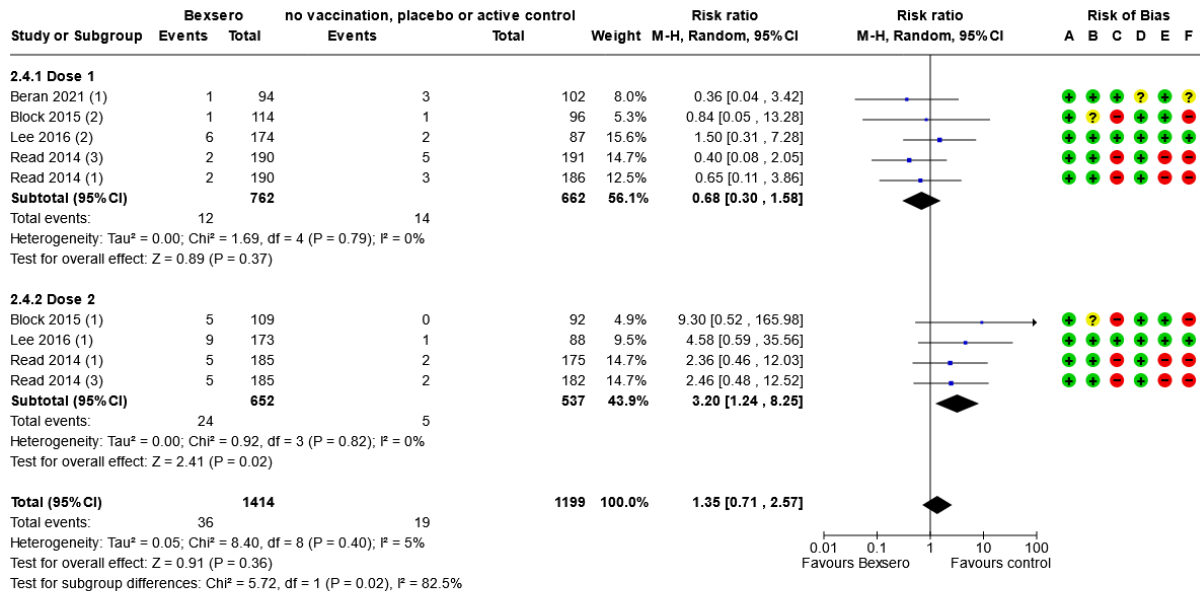 Bexsero no vaccination, placebo or active control Risk ratio Risk ratio Risk of Bias
Study or Subgroup Events Total Events Total Weight M-H, Random, 95% CI M-H, Random, 95% CI A B C D E F
2.4.1 Dose 1
Beran 2021 (1) 1 94 3 102 8.0% 0.36 [0.04 , 3.42] + + + ? + ?
Block 2015 (2) 1 114 1 96 5.3% 0.84 [0.05 , 13.28] + ? − + + −
Lee 2016 (2) 6 174 2 87 15.6% 1.50 [0.31 , 7.28] + + + + + +
Read 2014 (3) 2 190 5 191 14.7% 0.40 [0.08 , 2.05] + + − + − −
Read 2014 (1) 2 190 3 186 12.5% 0.65 [0.11 , 3.86] + + − + − −
Subtotal (95% CI) 762 662 56.1% 0.68 [0.30 , 1.58]
Total events: 12 14
Heterogeneity: Tau² = 0.00; Chi² = 1.69, df = 4 (P = 0.79); I² = 0%
Test for overall effect: Z = 0.89 (P = 0.37)
2.4.2 Dose 2
Block 2015 (1) 5 109 0 92 4.9% 9.30 [0.52 , 165.98] + ? − + + −
Lee 2016 (1) 9 173 1 88 9.5% 4.58 [0.59 , 35.56] + + + + + +
Read 2014 (1) 5 185 2 175 14.7% 2.36 [0.46 , 12.03] + + − + − −
Read 2014 (3) 5 185 2 182 14.7% 2.46 [0.48 , 12.52] + + − + − −
Subtotal (95% CI) 652 537 43.9% 3.20 [1.24 , 8.25]
Total events: 24 5
Heterogeneity: Tau² = 0.00; Chi² = 0.92, df = 3 (P = 0.82); I² = 0%
Test for overall effect: Z = 2.41 (P = 0.02)
Total (95% CI) 1414 1199 100.0% 1.35 [0.71 , 2.57]
Total events: 36 19
Heterogeneity: Tau² = 0.05; Chi² = 8.40, df = 8 (P = 0.40); I² = 5%
Test for overall effect: Z = 0.91 (P = 0.36)
Test for subgroup differences: Chi² = 5.72, df = 1 (P = 0.02), I² = 82.5%
0.01 0.1 1 10 100
Favours Bexsero Favours control